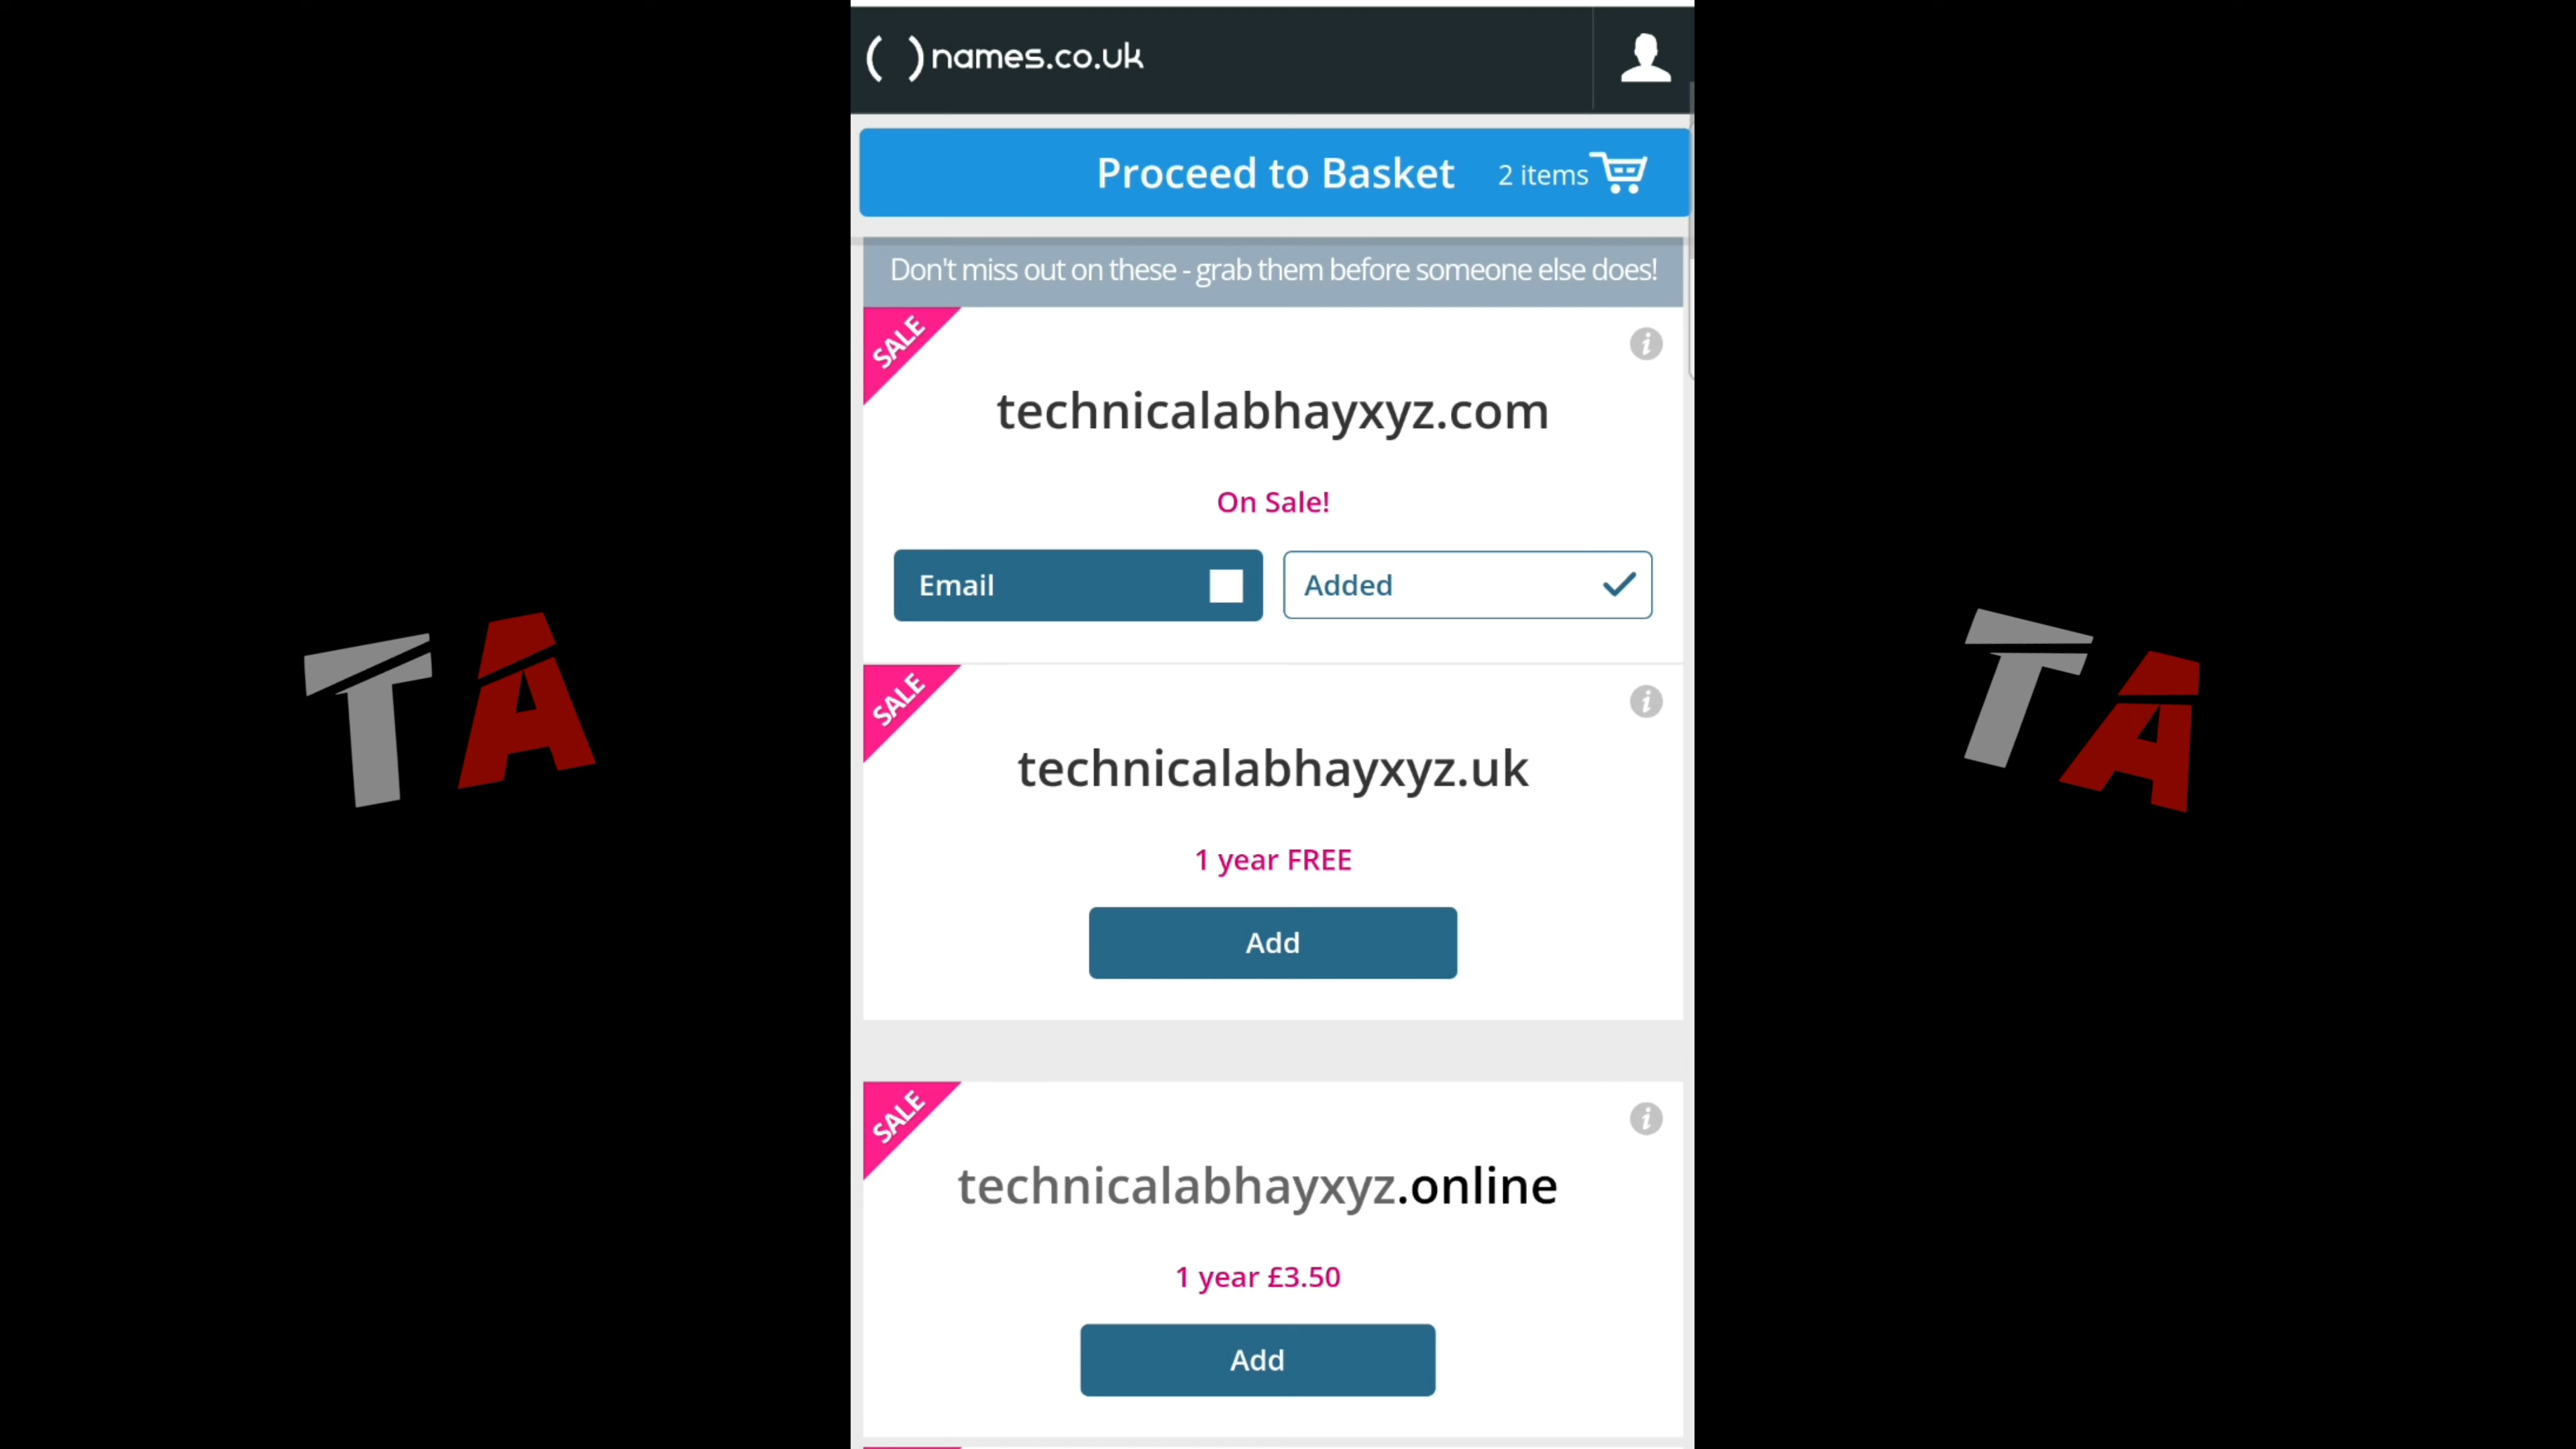 names.co.uk
Proceed to Basket 2 items
Don't miss out on these - grab them before someone else does!
SALE
technicalabhayxyz.com
On Sale!
Email Added
SALE
technicalabhayxyz.uk
1 year FREE
Add
TA TA
SALE
technicalabhayxyz.online
1 year £3.50
Add